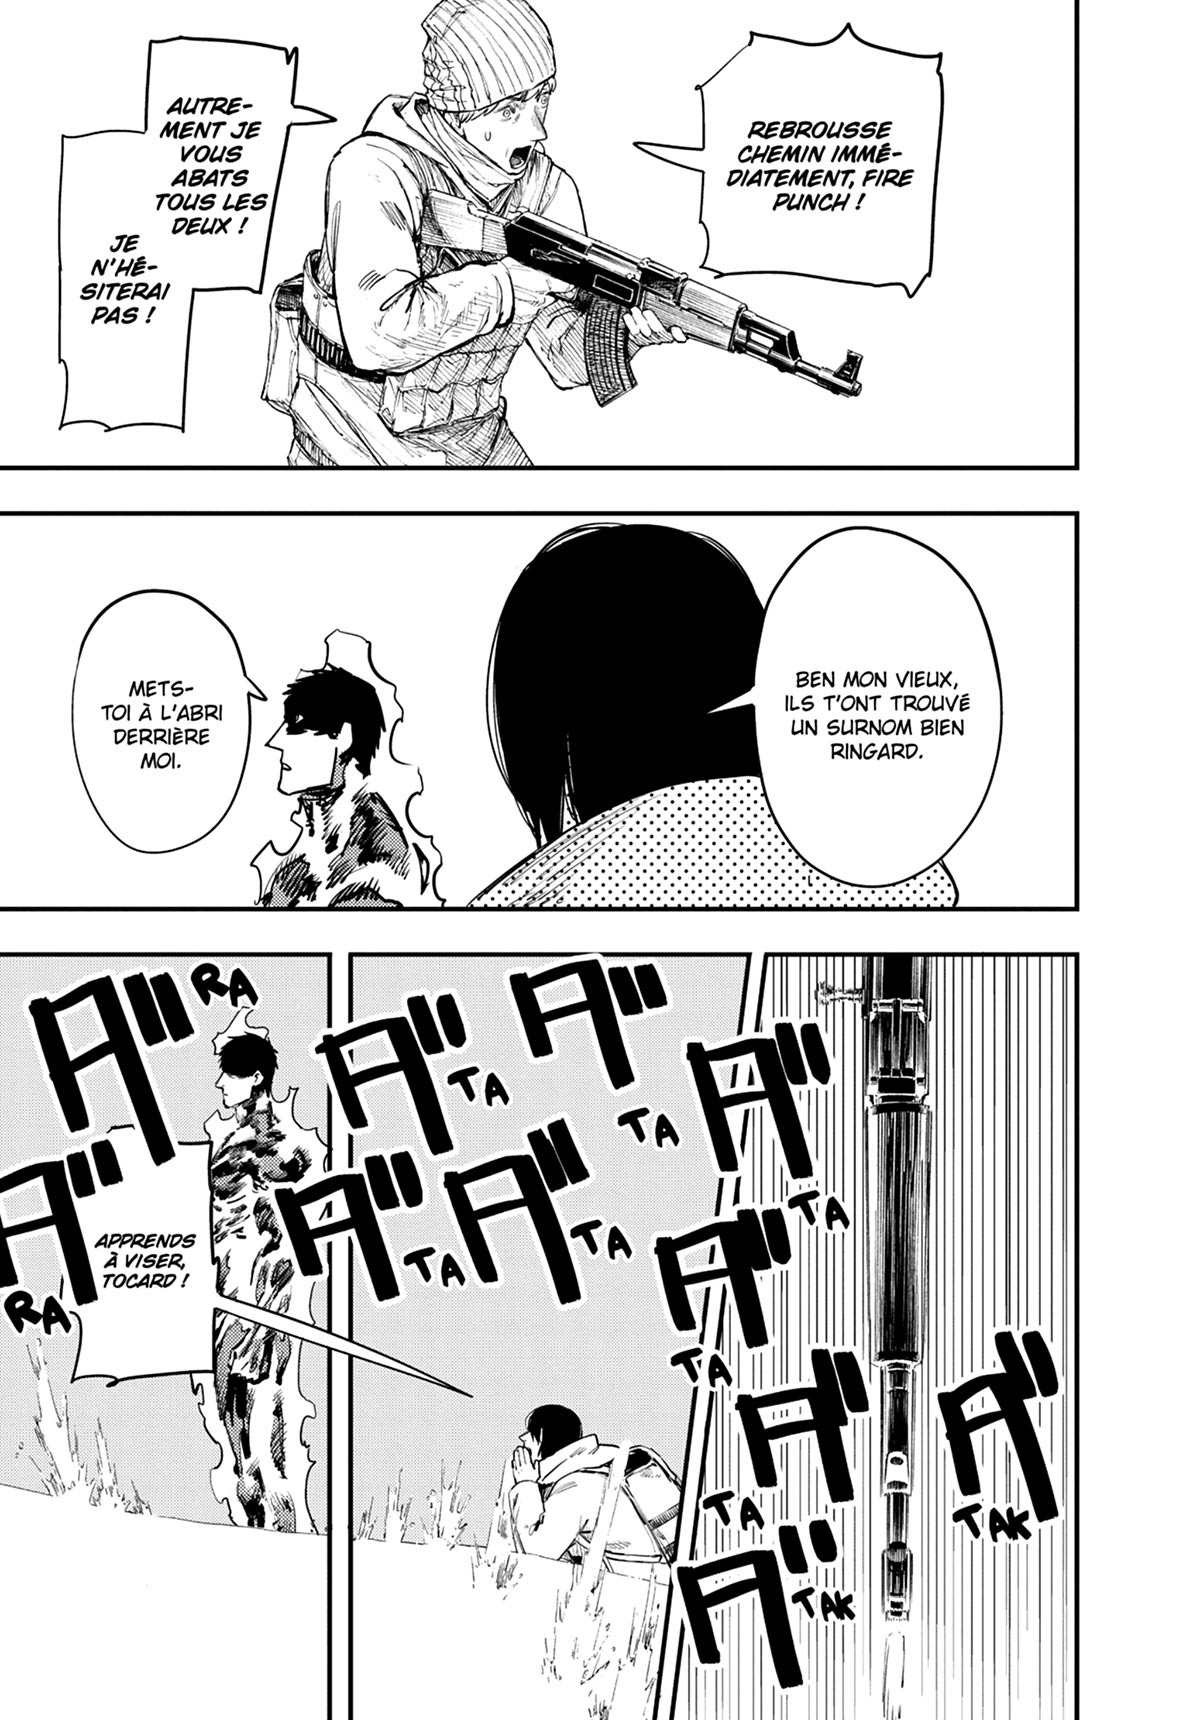 REBROUSSE
CHEMIN IMMÉ-
DIATEMENT, FIRE
PUNCH !
AUTRE-
MENT JE
VOUS
ABATS
TOUS LES
DEUX !
JE
N'HÉ-
SITERAI
PAS !
BEN MON VIEUX,
ILS T'ONT TROUVÉ
UN SURNOM BIEN
RINGARD.
METS-
TOI À L'ABRI
DERRIÈRE
MOI.
ダ
TAK
ダ
TAK
ダ
TA
ダ
TA
ダ
TA
ダ
TA
ダ
TA
ダ
TA
ダ
TA
ダ
RA
ダ
RA
APPRENDS
À VISER,
TOCARD !